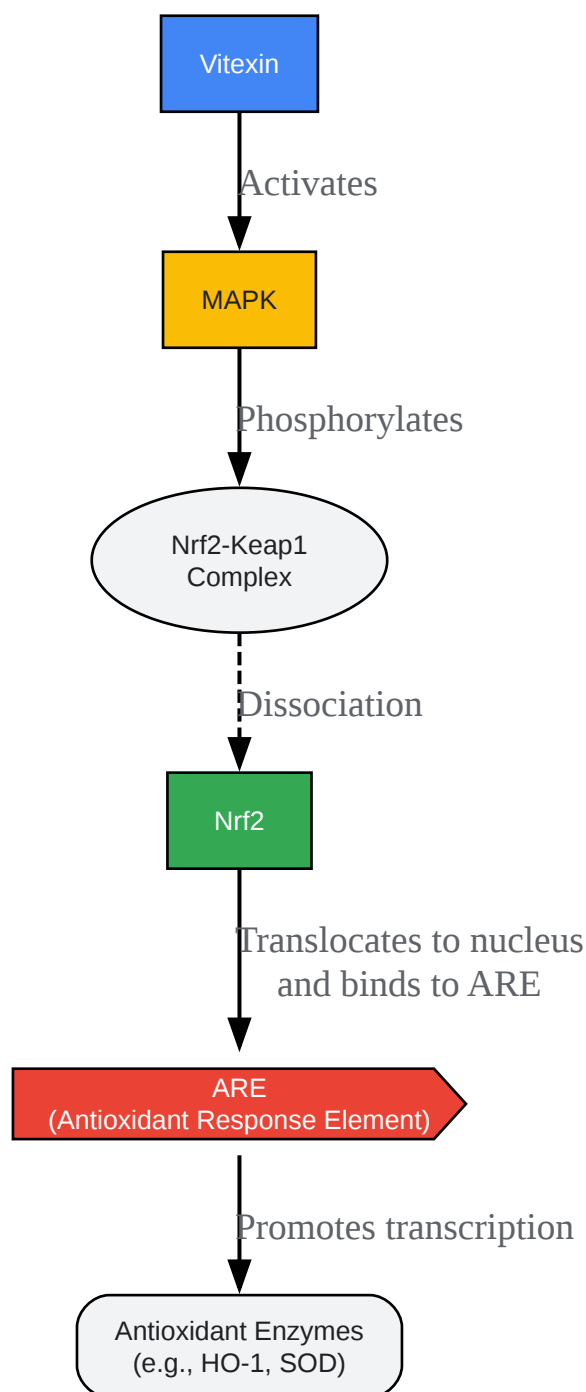 Vitexin
Activates
MAPK
Phosphorylates
Nrf2-Keap1
Complex
Dissociation
Nrf2
Translocates to nucleus
and binds to ARE
ARE
(Antioxidant Response Element)
Promotes transcription
Antioxidant Enzymes
(e.g., HO-1, SOD)